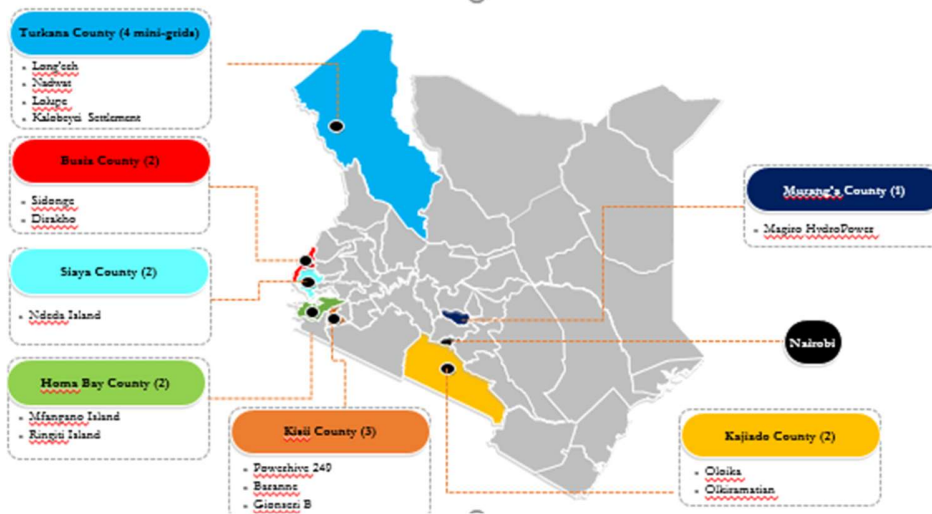 Turkana County (4 mini-grids)
Long'ech
Nadwat
Lolupe
Kalobeyei Settlement
Busia County (2)
Sidonge
Dirakho
Siaya County (2)
Ndeda Island
Homa Bay County (2)
Mfangano Island
Ringiti Island
Kisii County (3)
Powerhive 240
Baranne
Gionseri B
Murang'a County (1)
Magiro HydroPower
Nairobi
Kajiado County (2)
Oloika
Olkiramatian